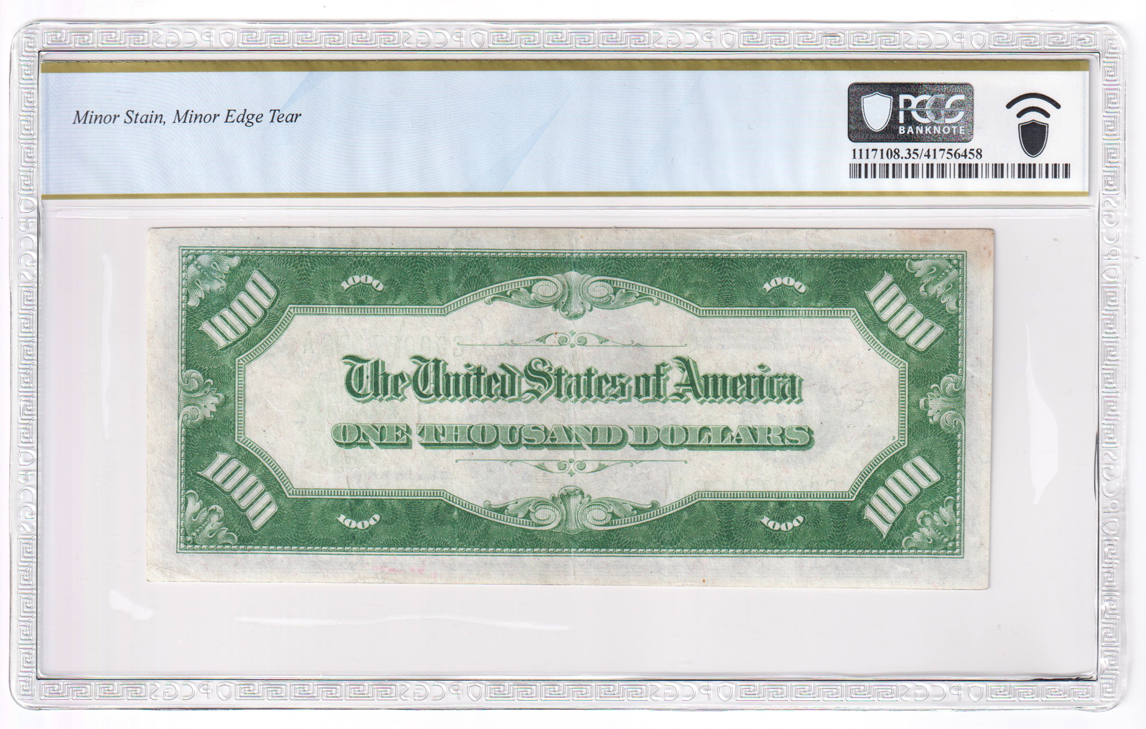 Minor Stain, Minor Edge Tear
PCGS
BANKNOTE
1117108.35/41756458
1000 1000 1000 1000
The United States of America
ONE THOUSAND DOLLARS
1000 1000 1000 1000